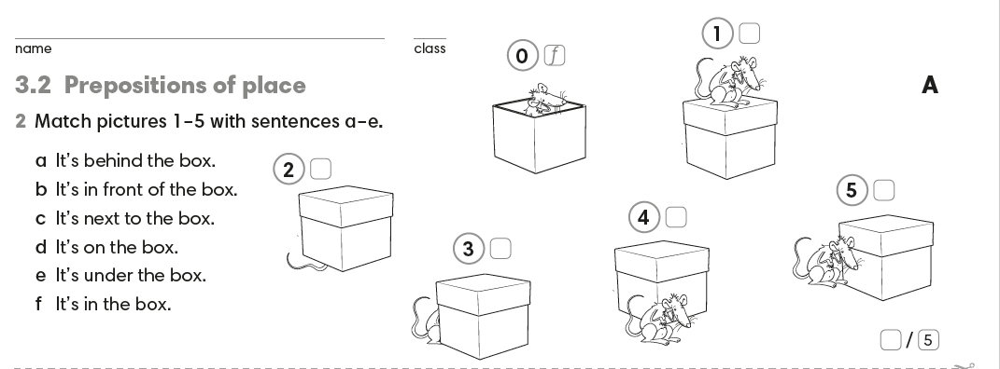 name
class
3.2 Prepositions of place
A
2 Match pictures 1–5 with sentences a–e.
a It's behind the box.
b It's in front of the box.
c It's next to the box.
d It's on the box.
e It's under the box.
f It's in the box.
0 f
1
2
3
4
5
/ 5